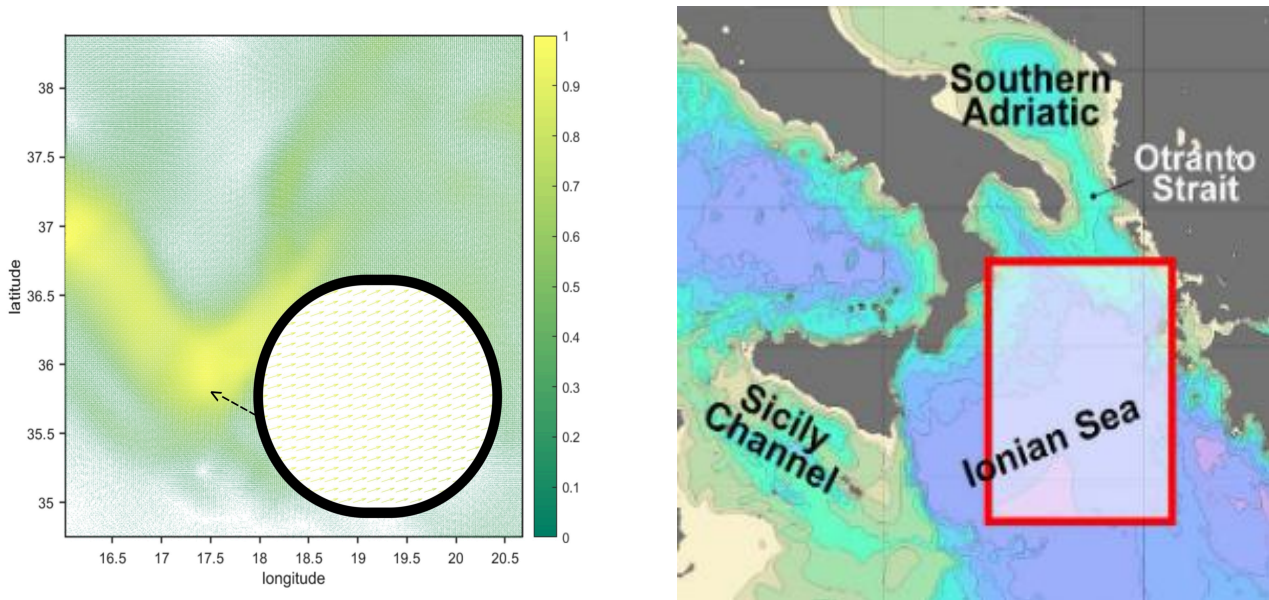 38
37.5
37
36.5
36
35.5
35
latitude
16.5 17 17.5 18 18.5 19 19.5 20 20.5
longitude
1
0.9
0.8
0.7
0.6
0.5
0.4
0.3
0.2
0.1
0
Southern
Adriatic
Otranto
Strait
Sicily
Channel
Ionian Sea